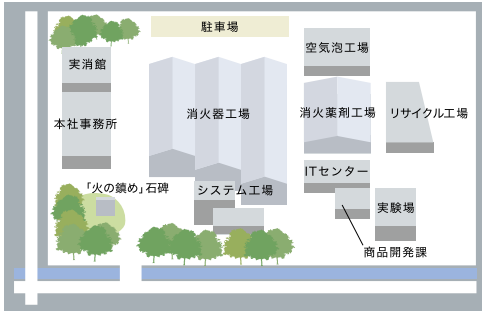 駐車場
実消館
空気泡工場
本社事務所
消火器工場
消火薬剤工場
リサイクル工場
ITセンター
「火の鎮め」石碑
システム工場
実験場
商品開発課